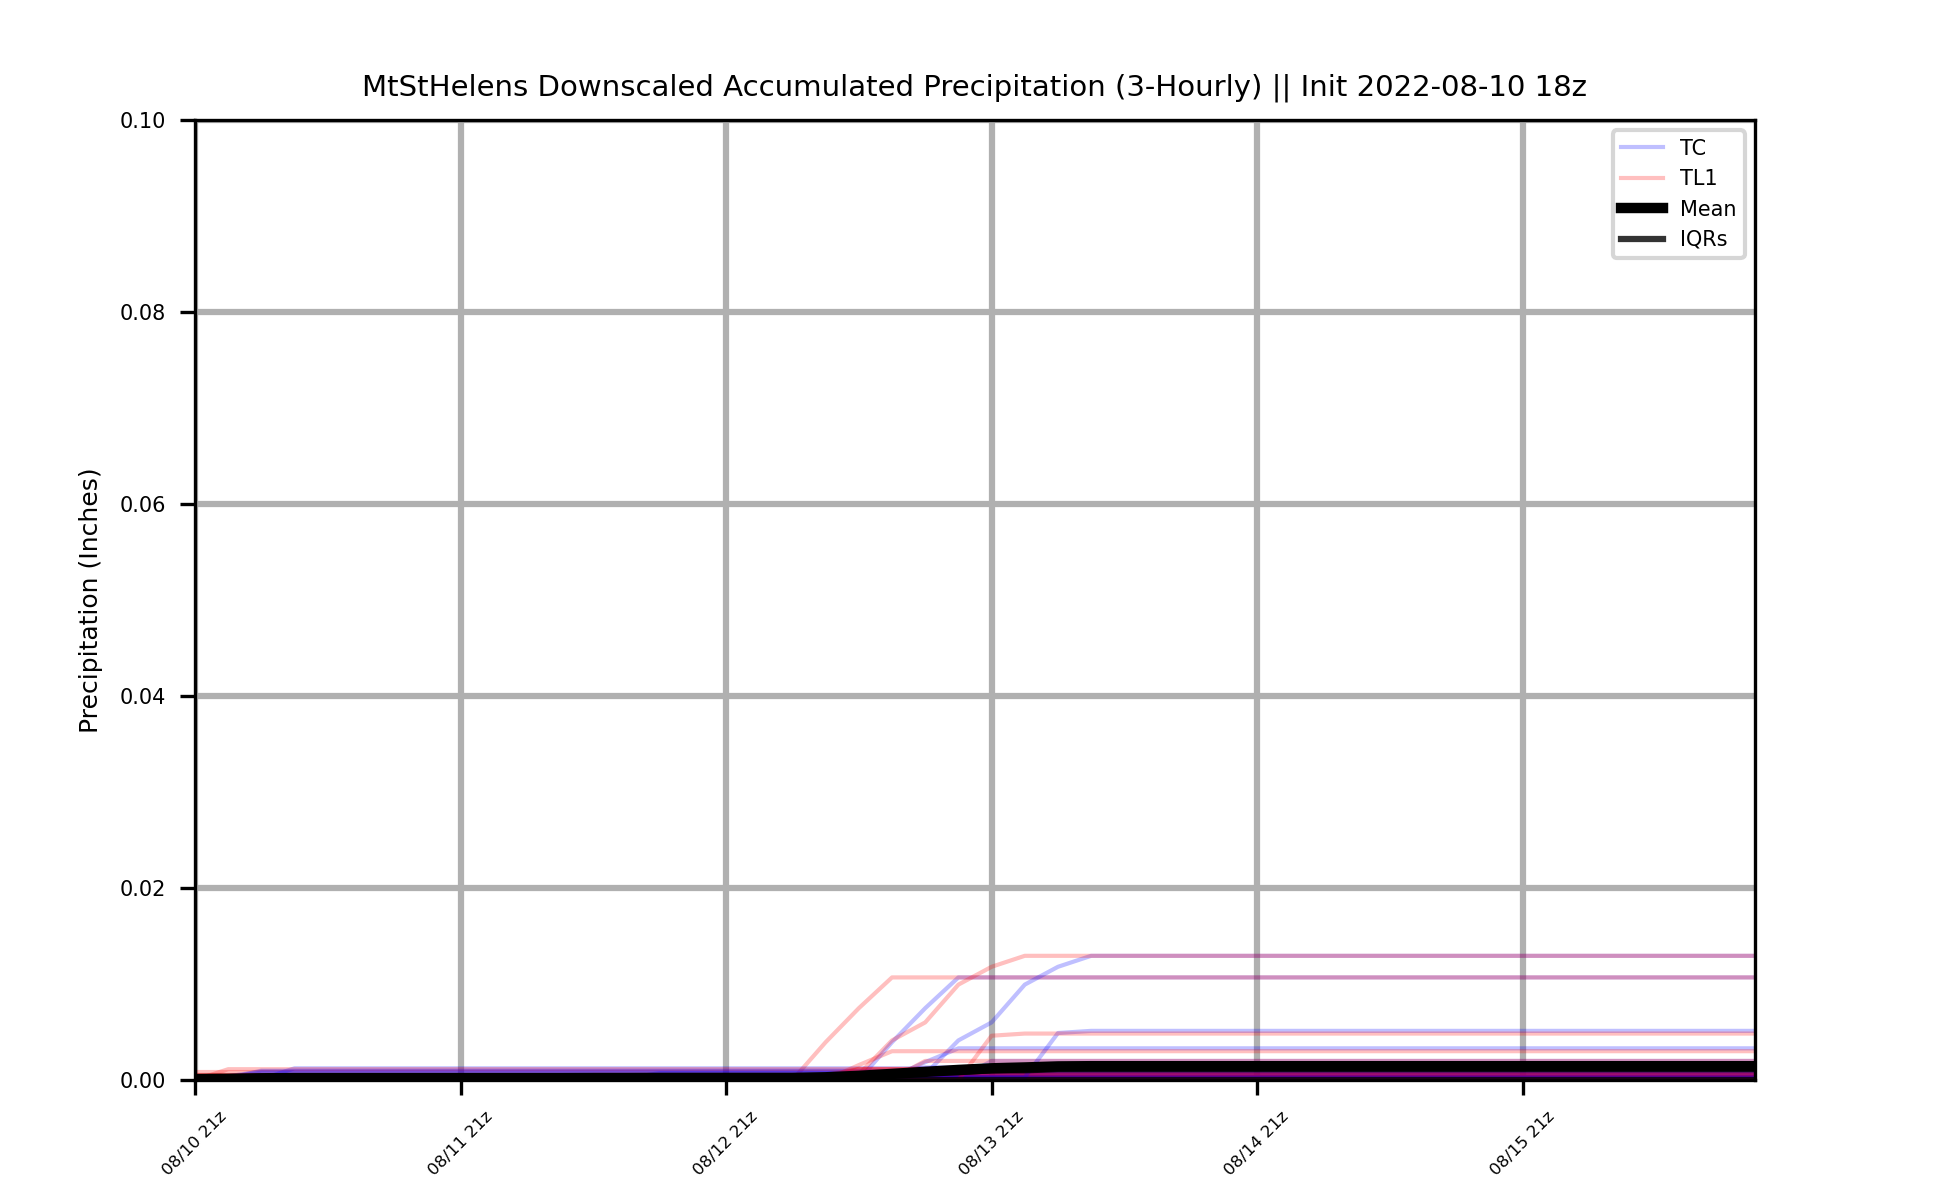 MtStHelens Downscaled Accumulated Precipitation (3-Hourly) || Init 2022-08-10 18z
TC
TL1
Mean
IQRs
Precipitation (Inches)
0.10
0.08
0.06
0.04
0.02
0.00
08/10 21z
08/11 21z
08/12 21z
08/13 21z
08/14 21z
08/15 21z